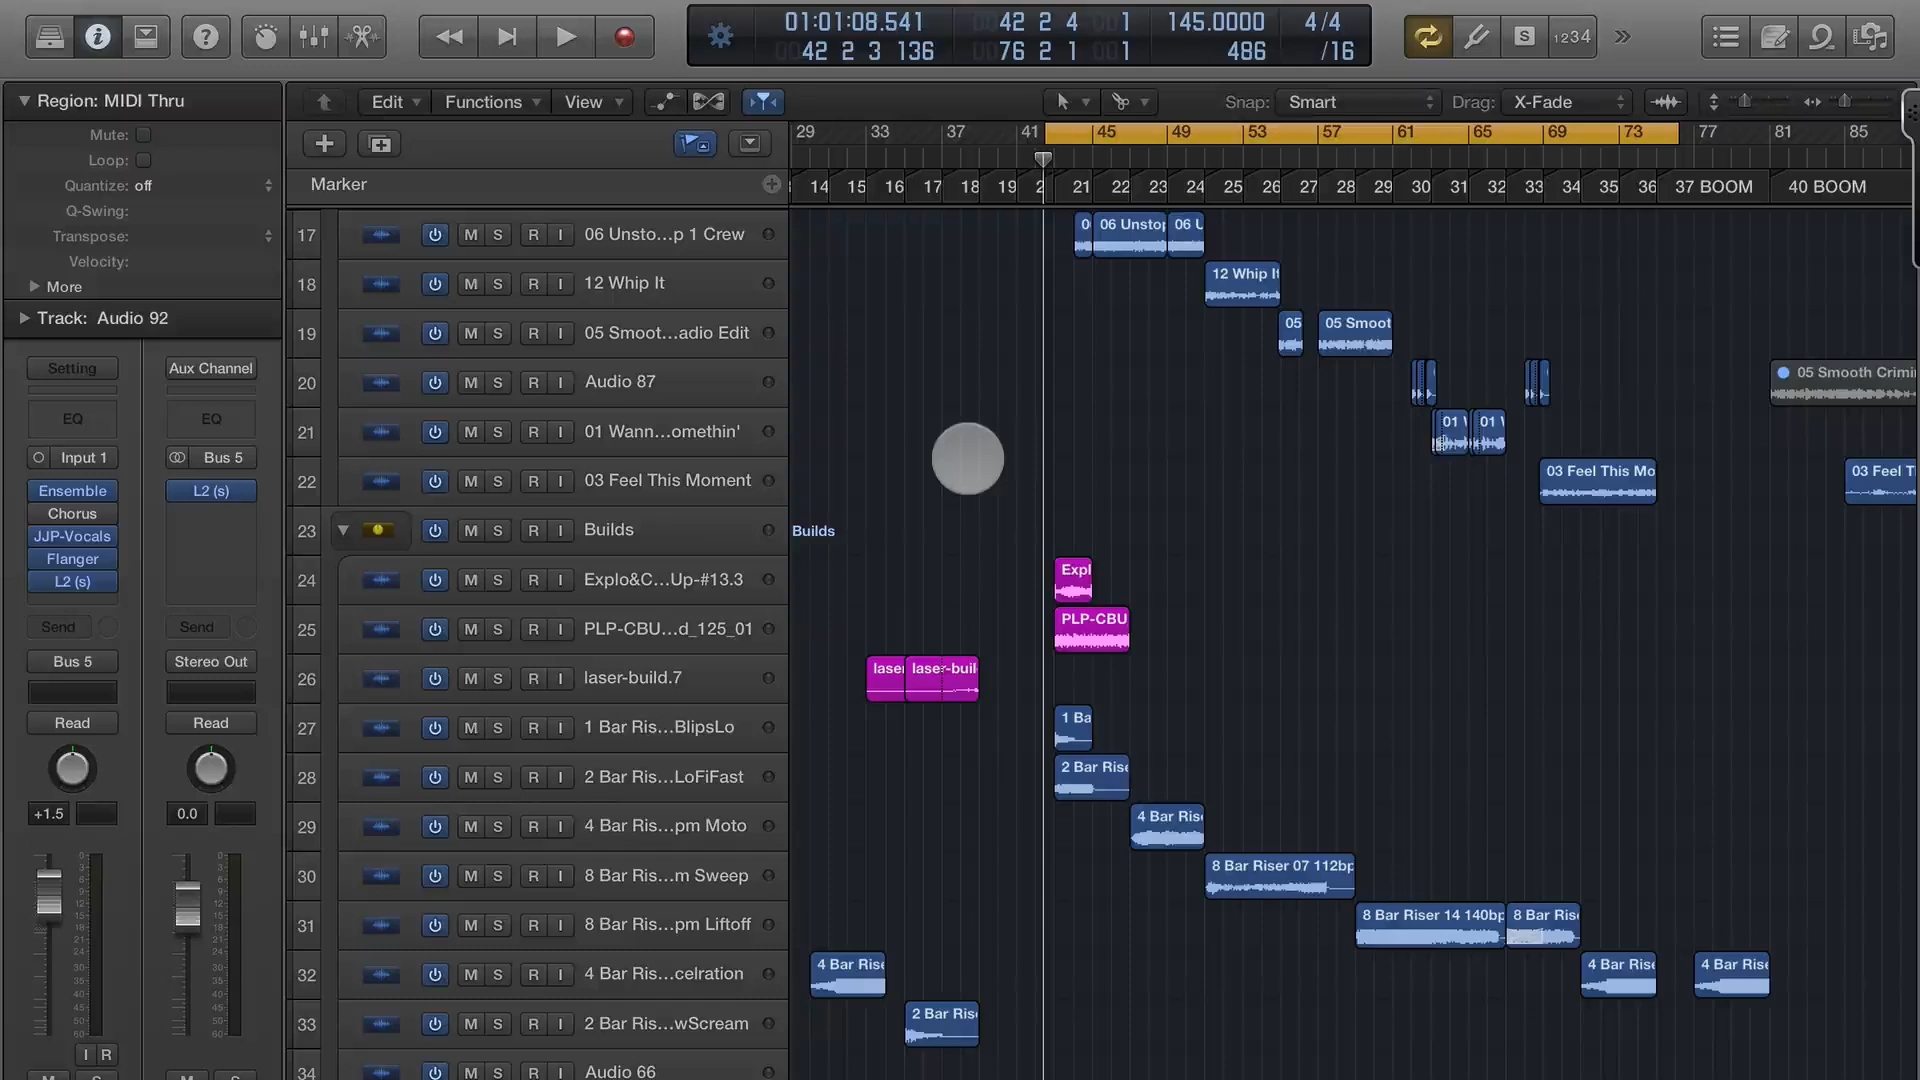 01:01:08.541 42 2 4 1 145.0000 4/4
42 2 3 136 76 2 1 1 486 /16
S 1234
Region: MIDI Thru
Mute:
Loop:
Quantize: off
Q-Swing:
Transpose:
Velocity:
More
Track: Audio 92
Setting Aux Channel
EQ EQ
Input 1 Bus 5
Ensemble L2 (s)
Chorus
JJP-Vocals
Flanger
L2 (s)
Send Send
Bus 5 Stereo Out
Read Read
+1.5 0.0
I R
Edit Functions View Snap: Smart Drag: X-Fade
29 33 37 41 45 49 53 57 61 65 69 73 77 81 85
Marker 14 15 16 17 18 19 2 21 22 23 24 25 26 27 28 29 30 31 32 33 34 35 36 37 BOOM 40 BOOM
17 M S R I 06 Unsto...p 1 Crew 0 06 Unstop 06 U
18 M S R I 12 Whip It 12 Whip It
19 M S R I 05 Smoot...adio Edit 05 05 Smoot
20 M S R I Audio 87 05 Smooth Crimi
21 M S R I 01 Wann...omethin' 01 01
22 M S R I 03 Feel This Moment 03 Feel This Mo 03 Feel T
23 M S R I Builds Builds
24 M S R I Explo&C...Up-#13.3 Expl
25 M S R I PLP-CBU...d_125_01 PLP-CBU
26 M S R I laser-build.7 laser laser-buil
27 M S R I 1 Bar Ris...BlipsLo 1 Ba
28 M S R I 2 Bar Ris...LoFiFast 2 Bar Rise
29 M S R I 4 Bar Ris...pm Moto 4 Bar Rise
30 M S R I 8 Bar Ris...m Sweep 8 Bar Riser 07 112bp
31 M S R I 8 Bar Ris...pm Liftoff 8 Bar Riser 14 140bp 8 Bar Rise
32 M S R I 4 Bar Ris...celration 4 Bar Rise 4 Bar Rise 4 Bar Rise
33 M S R I 2 Bar Ris...wScream 2 Bar Rise
34 M S R I Audio 66